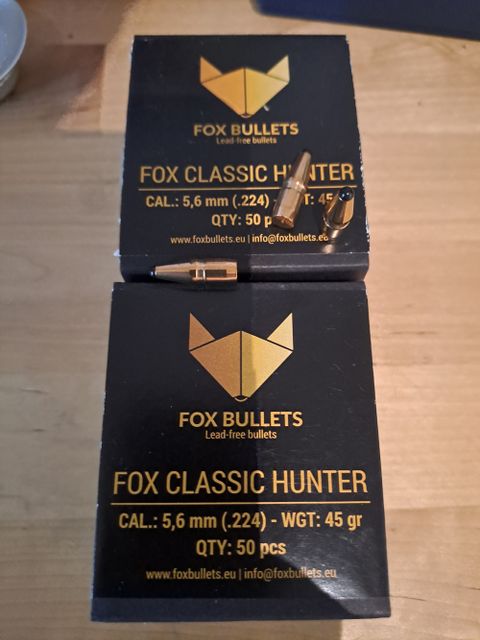 FOX BULLETS
Lead-free bullets
FOX CLASSIC HUNTER
CAL.: 5,6 mm (.224)
QTY: 50
www.foxbullets.eu | info@foxbullets.eu
FOX BULLETS
Lead-free bullets
FOX CLASSIC HUNTER
CAL.: 5,6 mm (.224) - WGT: 45 gr
QTY: 50 pcs
www.foxbullets.eu | info@foxbullets.eu